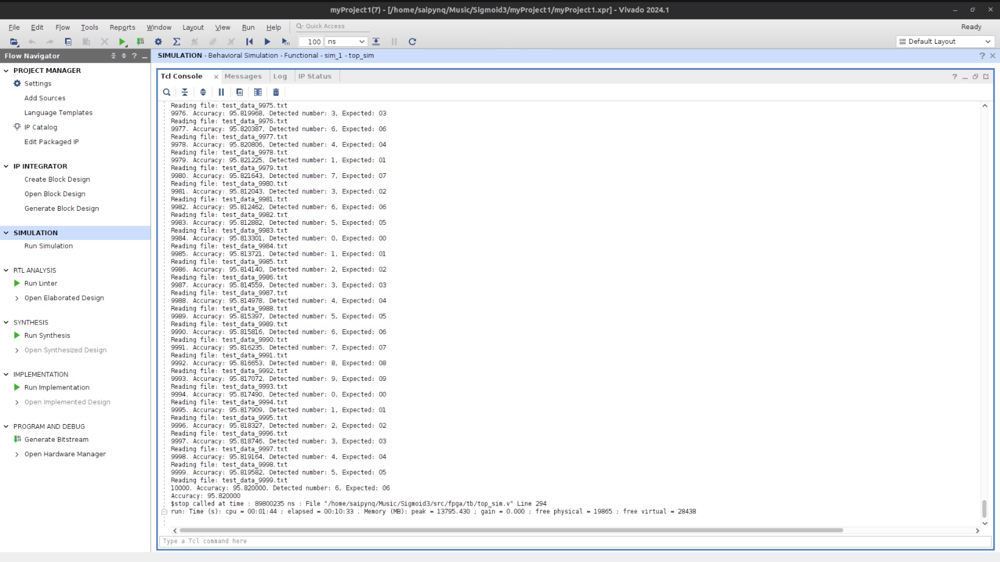 myProject1(7) - [/home/saipynq/Music/Sigmoid3/myProject1/myProject1.xpr] - Vivado 2024.1
File Edit Flow Tools Reports Window Layout View Run Help Quick Access Ready
100 ns Default Layout
Flow Navigator
SIMULATION - Behavioral Simulation - Functional - sim_1 - top_sim
PROJECT MANAGER
Settings
Add Sources
Language Templates
IP Catalog
Edit Packaged IP
IP INTEGRATOR
Create Block Design
Open Block Design
Generate Block Design
SIMULATION
Run Simulation
RTL ANALYSIS
Run Linter
Open Elaborated Design
SYNTHESIS
Run Synthesis
Open Synthesized Design
IMPLEMENTATION
Run Implementation
Open Implemented Design
PROGRAM AND DEBUG
Generate Bitstream
Open Hardware Manager
Tcl Console Messages Log IP Status
Reading file: test_data_9975.txt
9976. Accuracy: 95.819968, Detected number: 3, Expected: 03
Reading file: test_data_9976.txt
9977. Accuracy: 95.820387, Detected number: 6, Expected: 06
Reading file: test_data_9977.txt
9978. Accuracy: 95.820806, Detected number: 4, Expected: 04
Reading file: test_data_9978.txt
9979. Accuracy: 95.821225, Detected number: 1, Expected: 01
Reading file: test_data_9979.txt
9980. Accuracy: 95.821643, Detected number: 7, Expected: 07
Reading file: test_data_9980.txt
9981. Accuracy: 95.812043, Detected number: 3, Expected: 02
Reading file: test_data_9981.txt
9982. Accuracy: 95.812462, Detected number: 6, Expected: 06
Reading file: test_data_9982.txt
9983. Accuracy: 95.812882, Detected number: 5, Expected: 05
Reading file: test_data_9983.txt
9984. Accuracy: 95.813301, Detected number: 0, Expected: 00
Reading file: test_data_9984.txt
9985. Accuracy: 95.813721, Detected number: 1, Expected: 01
Reading file: test_data_9985.txt
9986. Accuracy: 95.814140, Detected number: 2, Expected: 02
Reading file: test_data_9986.txt
9987. Accuracy: 95.814559, Detected number: 3, Expected: 03
Reading file: test_data_9987.txt
9988. Accuracy: 95.814978, Detected number: 4, Expected: 04
Reading file: test_data_9988.txt
9989. Accuracy: 95.815397, Detected number: 5, Expected: 05
Reading file: test_data_9989.txt
9990. Accuracy: 95.815816, Detected number: 6, Expected: 06
Reading file: test_data_9990.txt
9991. Accuracy: 95.816235, Detected number: 7, Expected: 07
Reading file: test_data_9991.txt
9992. Accuracy: 95.816653, Detected number: 8, Expected: 08
Reading file: test_data_9992.txt
9993. Accuracy: 95.817072, Detected number: 9, Expected: 09
Reading file: test_data_9993.txt
9994. Accuracy: 95.817490, Detected number: 0, Expected: 00
Reading file: test_data_9994.txt
9995. Accuracy: 95.817909, Detected number: 1, Expected: 01
Reading file: test_data_9995.txt
9996. Accuracy: 95.818327, Detected number: 2, Expected: 02
Reading file: test_data_9996.txt
9997. Accuracy: 95.818746, Detected number: 3, Expected: 03
Reading file: test_data_9997.txt
9998. Accuracy: 95.819164, Detected number: 4, Expected: 04
Reading file: test_data_9998.txt
9999. Accuracy: 95.819582, Detected number: 5, Expected: 05
Reading file: test_data_9999.txt
10000. Accuracy: 95.820000, Detected number: 6, Expected: 06
Accuracy: 95.820000
$stop called at time : 89800235 ns : File "/home/saipynq/Music/Sigmoid3/src/fpga/tb/top_sim.v" Line 294
run: Time (s): cpu = 00:01:44 ; elapsed = 00:10:33 . Memory (MB): peak = 13795.430 ; gain = 0.000 ; free physical = 19865 ; free virtual = 28438
Type a Tcl command here